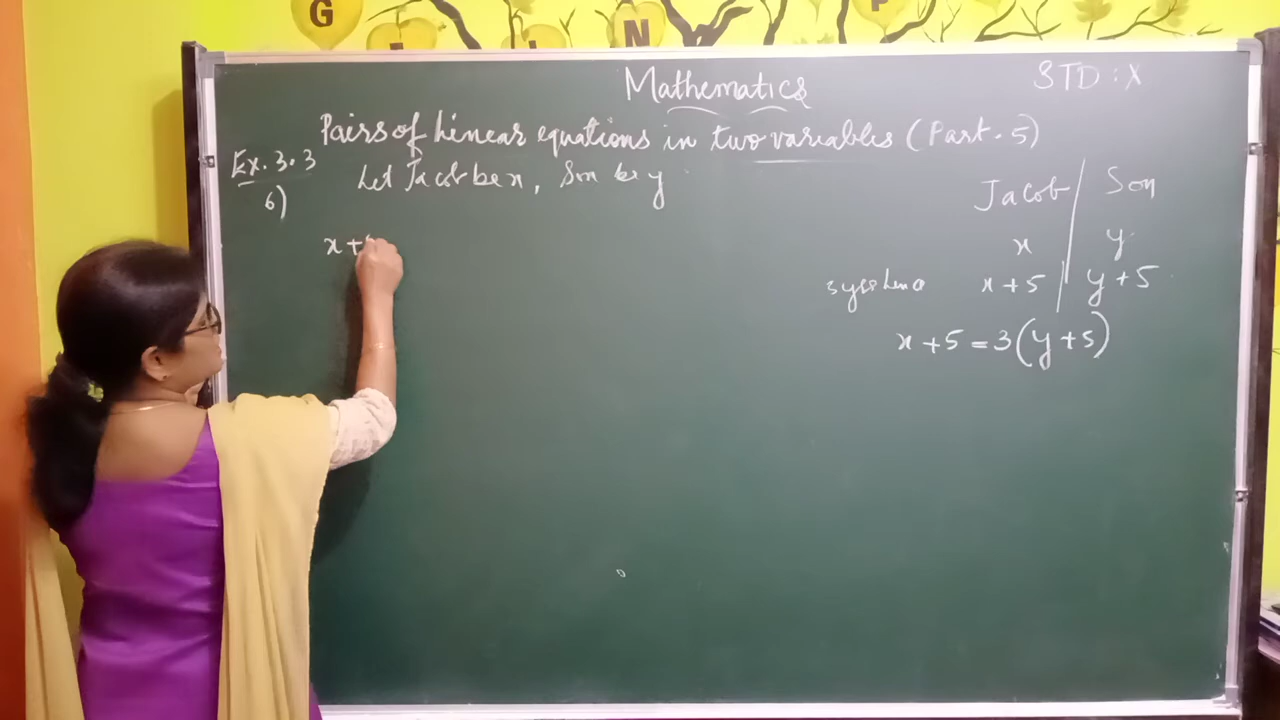 G I N P
Mathematics
STD : X
Pairs of Linear equations in two variables (Part - 5)
Ex. 3.3
6)
Let Jacob be x, Son be y
x +
Jacob Son
x y
x + 5 y + 5
x + 5 = 3(y + 5)